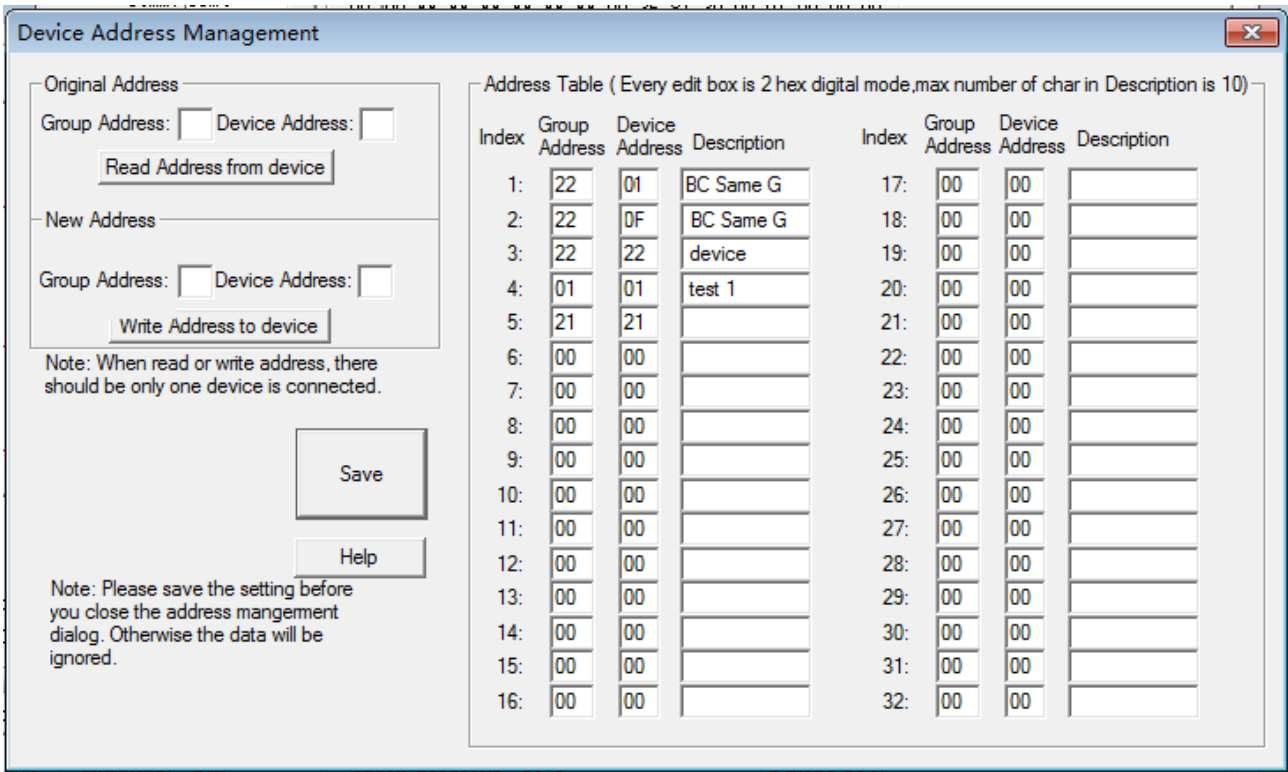 Device Address Management
Original Address
Group Address: Device Address:
Read Address from device
New Address
Group Address: Device Address:
Write Address to device
Note: When read or write address, there
should be only one device is connected.
Save
Help
Note: Please save the setting before
you close the address mangement
dialog. Otherwise the data will be
ignored.
Address Table ( Every edit box is 2 hex digital mode,max number of char in Description is 10)
Index Group Address Device Address Description
1: 22 01 BC Same G
2: 22 0F BC Same G
3: 22 22 device
4: 01 01 test 1
5: 21 21
6: 00 00
7: 00 00
8: 00 00
9: 00 00
10: 00 00
11: 00 00
12: 00 00
13: 00 00
14: 00 00
15: 00 00
16: 00 00
Index Group Address Device Address Description
17: 00 00
18: 00 00
19: 00 00
20: 00 00
21: 00 00
22: 00 00
23: 00 00
24: 00 00
25: 00 00
26: 00 00
27: 00 00
28: 00 00
29: 00 00
30: 00 00
31: 00 00
32: 00 00